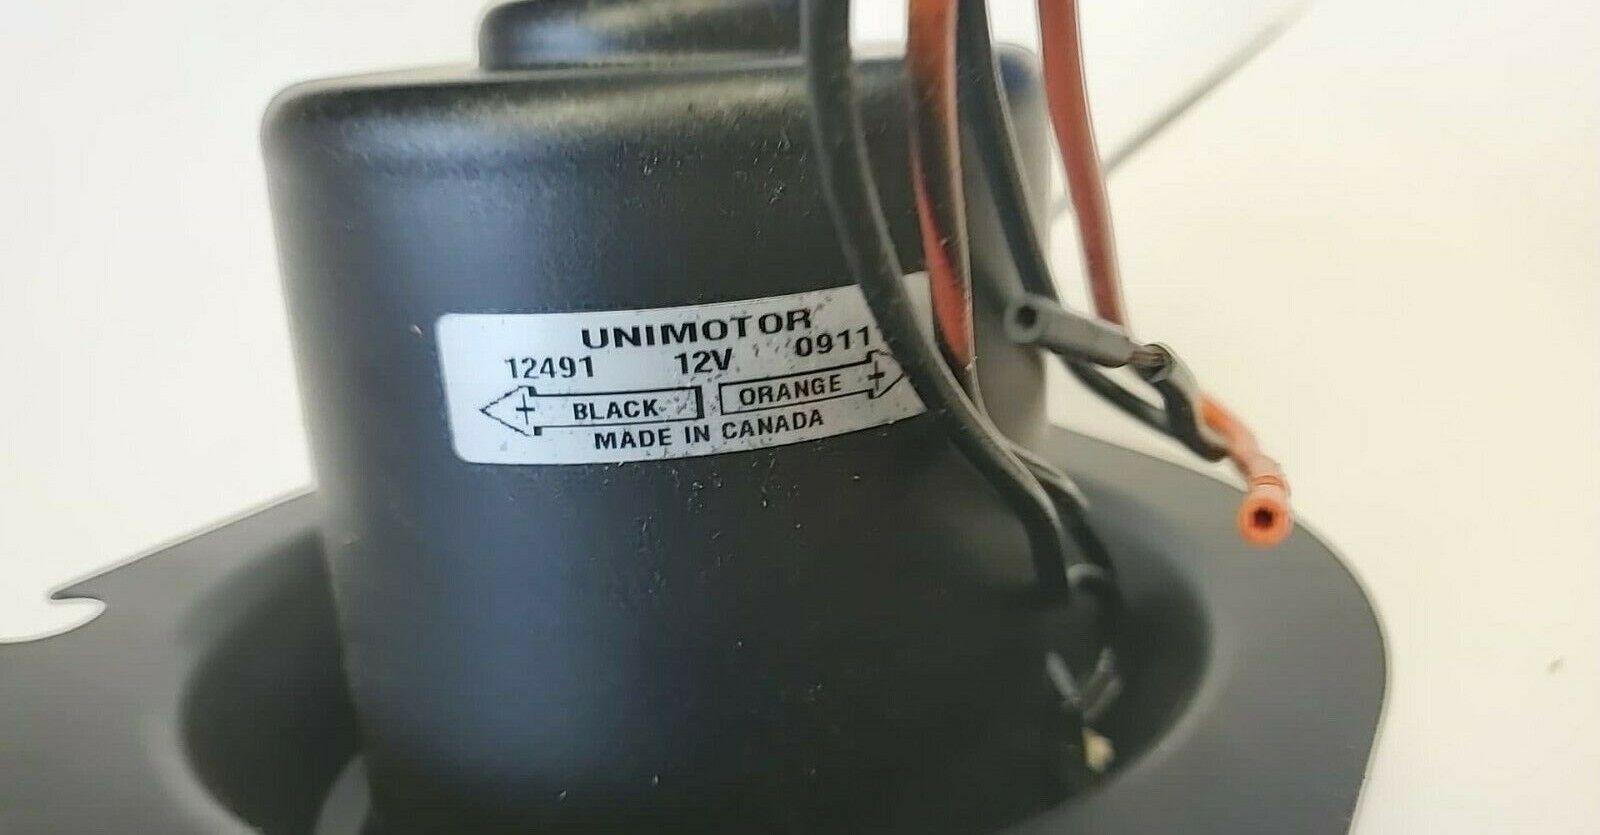 UNIMOTOR
12491 12V 0911
+ BLACK ORANGE +
MADE IN CANADA